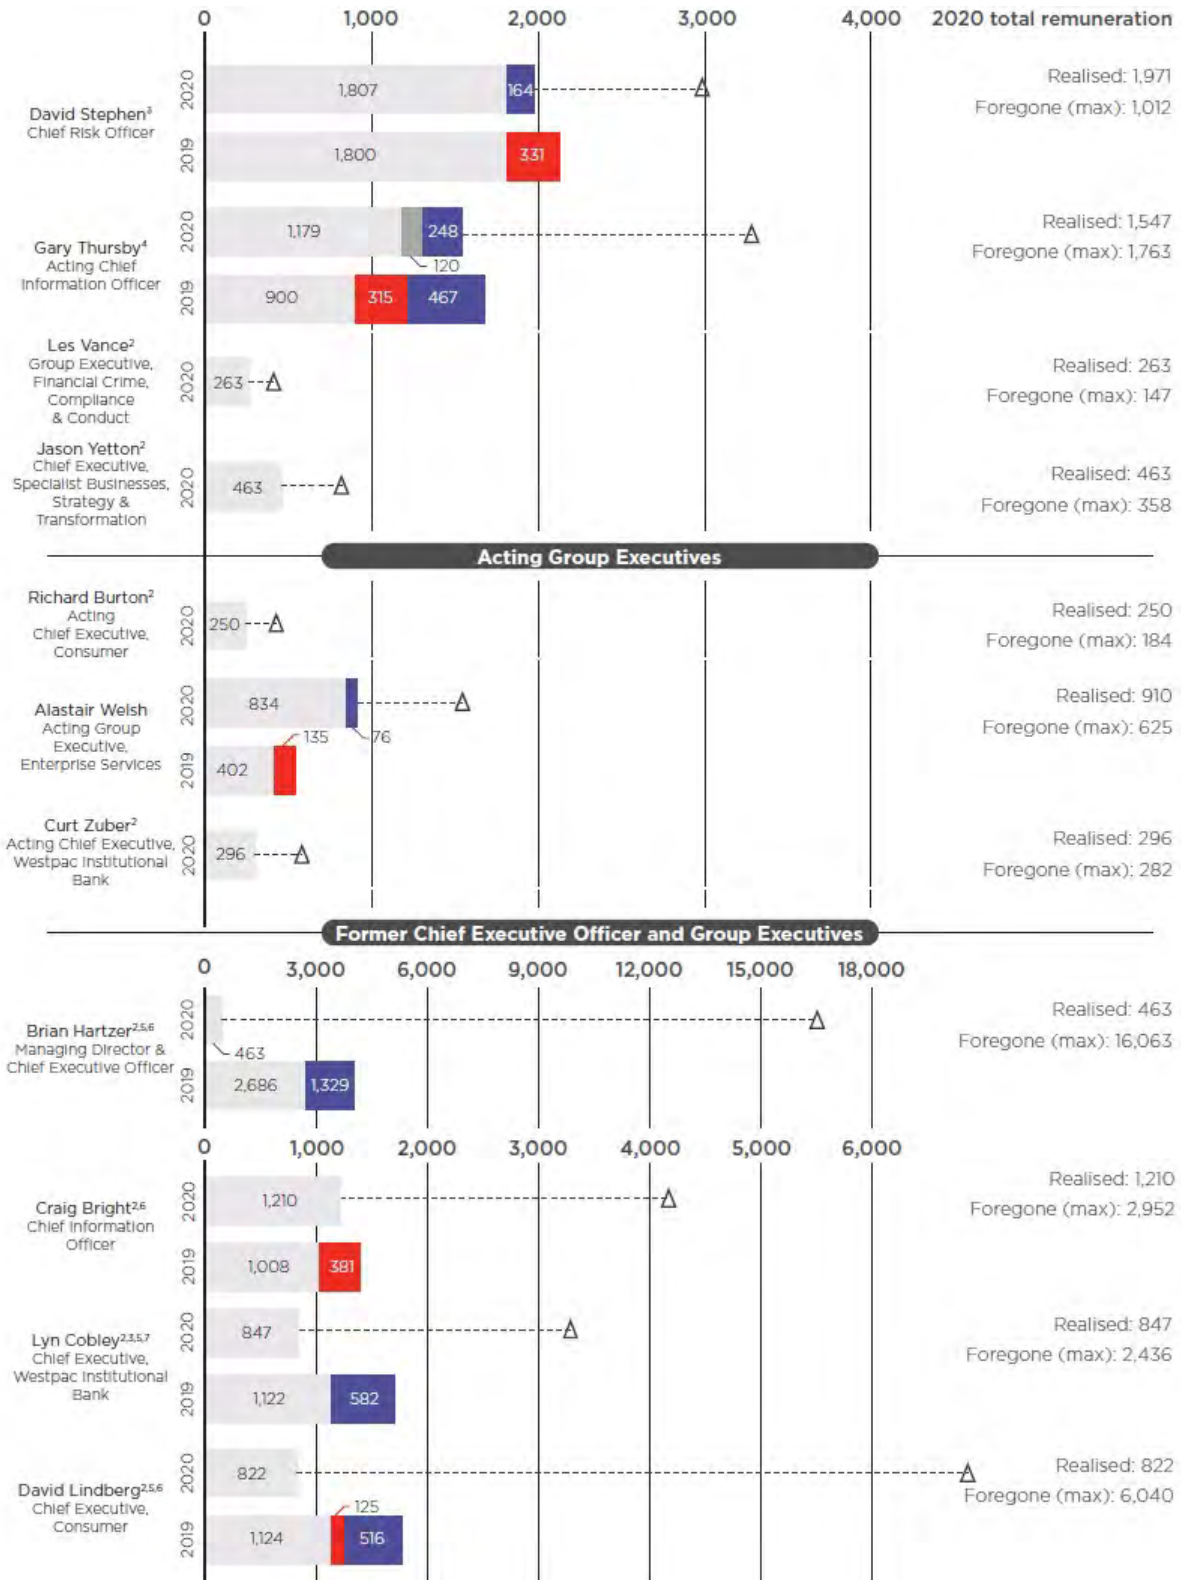 0 1,000 2,000 3,000 4,000 2020 total remuneration
David Stephen³
Chief Risk Officer
2020
1,807 164
Realised: 1,971
Foregone (max): 1,012
2019
1,800 331
Gary Thursby⁴
Acting Chief
Information Officer
2020
1,179 248
120
Realised: 1,547
Foregone (max): 1,763
2019
900 315 467
Les Vance²
Group Executive,
Financial Crime,
Compliance
& Conduct
2020
263
Realised: 263
Foregone (max): 147
Jason Yetton²
Chief Executive,
Specialist Businesses,
Strategy &
Transformation
2020
463
Realised: 463
Foregone (max): 358
Acting Group Executives
Richard Burton²
Acting
Chief Executive,
Consumer
2020
250
Realised: 250
Foregone (max): 184
Alastair Welsh
Acting Group
Executive,
Enterprise Services
2020
834
76
Realised: 910
Foregone (max): 625
2019
402
135
Curt Zuber²
Acting Chief Executive,
Westpac Institutional
Bank
2020
296
Realised: 296
Foregone (max): 282
Former Chief Executive Officer and Group Executives
0 3,000 6,000 9,000 12,000 15,000 18,000
Brian Hartzer²,⁵,⁶
Managing Director &
Chief Executive Officer
2020
463
Realised: 463
Foregone (max): 16,063
2019
2,686 1,329
0 1,000 2,000 3,000 4,000 5,000 6,000
Craig Bright²,⁶
Chief Information
Officer
2020
1,210
Realised: 1,210
Foregone (max): 2,952
2019
1,008 381
Lyn Cobley²,³,⁵,⁷
Chief Executive,
Westpac Institutional
Bank
2020
847
Realised: 847
Foregone (max): 2,436
2019
1,122 582
David Lindberg²,⁵,⁶
Chief Executive,
Consumer
2020
822
Realised: 822
Foregone (max): 6,040
2019
1,124 516
125